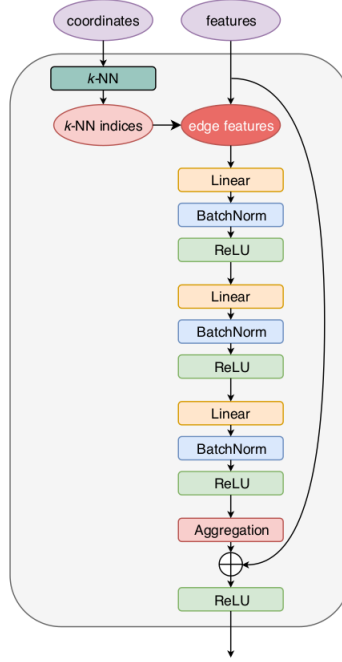 coordinates
features
k-NN
k-NN indices
edge features
Linear
BatchNorm
ReLU
Linear
BatchNorm
ReLU
Linear
BatchNorm
ReLU
Aggregation
ReLU